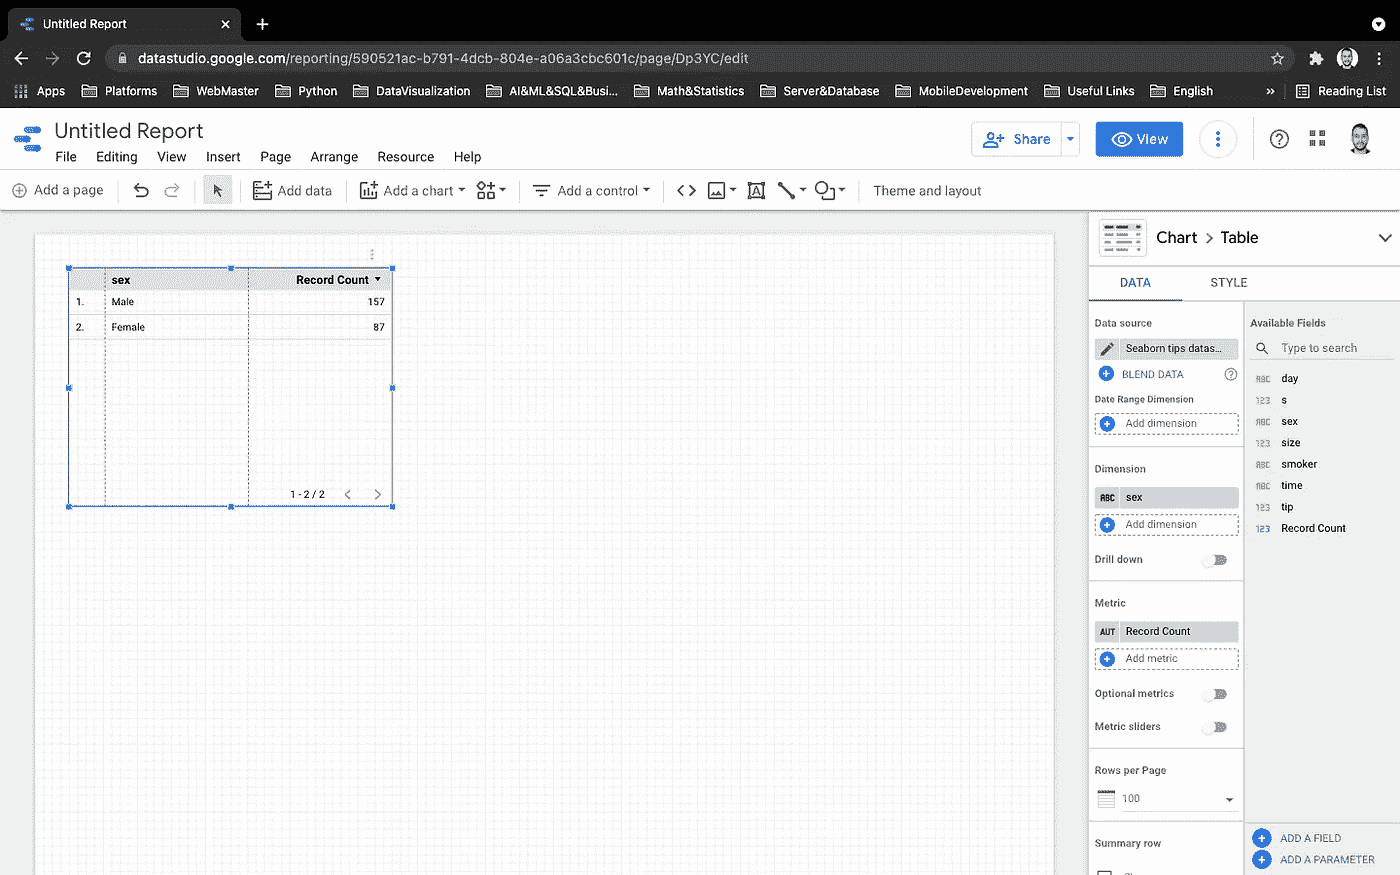 Untitled Report
datastudio.google.com/reporting/590521ac-b791-4dcb-804e-a06a3cbc601c/page/Dp3YC/edit
Apps Platforms WebMaster Python DataVisualization AI&ML&SQL&Busi... Math&Statistics Server&Database MobileDevelopment Useful Links English » Reading List
Untitled Report
Share View
File Editing View Insert Page Arrange Resource Help
Add a page Add data Add a chart Add a control Theme and layout
Chart > Table
DATA STYLE
sex Record Count
1. Male 157
2. Female 87
1 - 2 / 2
Data source
Seaborn tips datas...
BLEND DATA
Date Range Dimension
Add dimension
Dimension
ABC sex
Add dimension
Drill down
Metric
AUT Record Count
Add metric
Optional metrics
Metric sliders
Rows per Page
100
Summary row
Available Fields
Type to search
ABC day
123 s
ABC sex
123 size
ABC smoker
ABC time
123 tip
123 Record Count
ADD A FIELD
ADD A PARAMETER